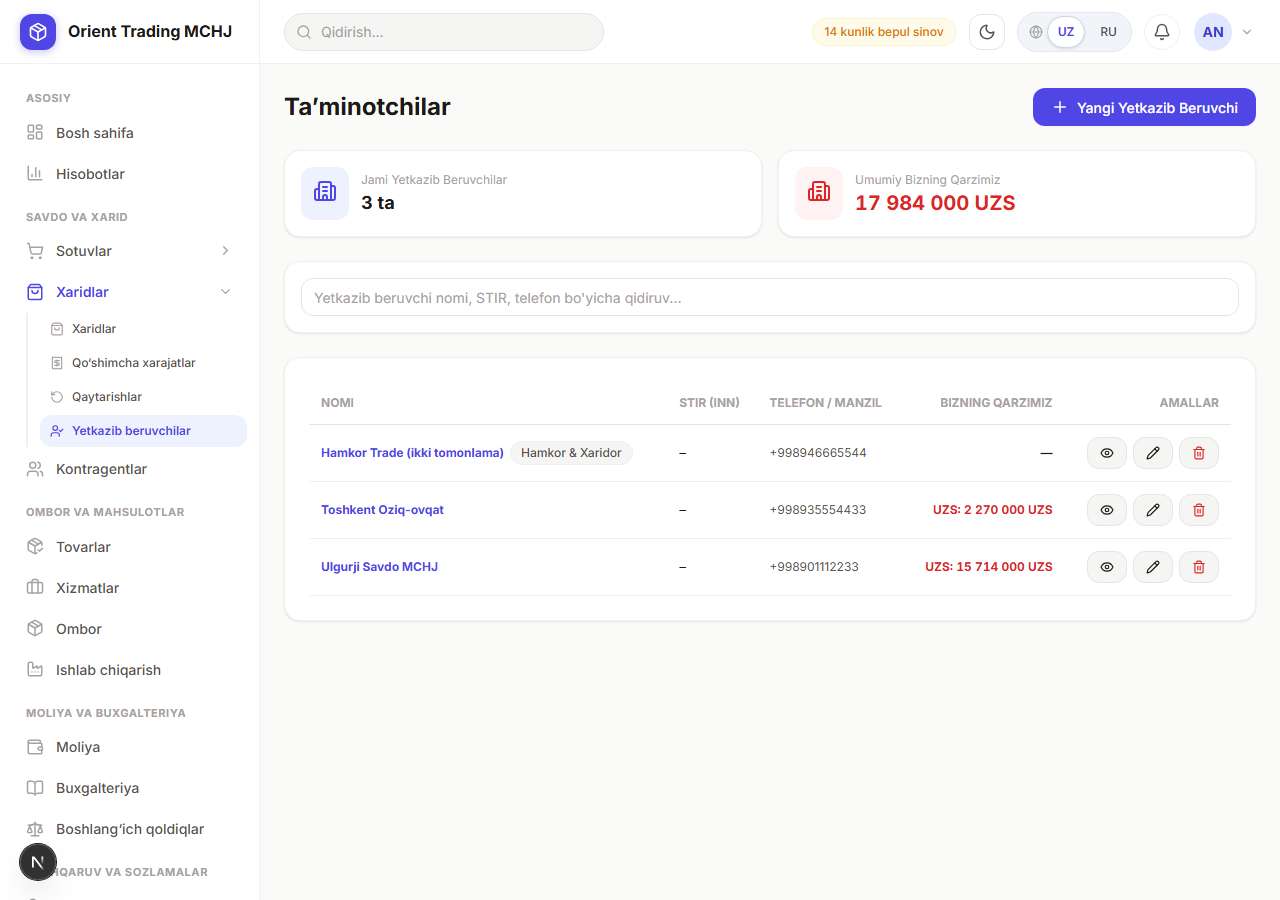 Orient Trading MCHJ
Qidirish...
14 kunlik bepul sinov
UZ
RU
AN
ASOSIY
Bosh sahifa
Hisobotlar
SAVDO VA XARID
Sotuvlar
Xaridlar
Xaridlar
Qo‘shimcha xarajatlar
Qaytarishlar
Yetkazib beruvchilar
Kontragentlar
OMBOR VA MAHSULOTLAR
Tovarlar
Xizmatlar
Ombor
Ishlab chiqarish
MOLIYA VA BUXGALTERIYA
Moliya
Buxgalteriya
Boshlang‘ich qoldiqlar
N
QARUV VA SOZLAMALAR
Ta’minotchilar
Yangi Yetkazib Beruvchi
Jami Yetkazib Beruvchilar
3 ta
Umumiy Bizning Qarzimiz
17 984 000 UZS
Yetkazib beruvchi nomi, STIR, telefon bo'yicha qidiruv...
NOMI STIR (INN) TELEFON / MANZIL BIZNING QARZIMIZ AMALLAR
Hamkor Trade (ikki tomonlama) Hamkor & Xaridor – +998946665544 —
Toshkent Oziq-ovqat – +998935554433 UZS: 2 270 000 UZS
Ulgurji Savdo MCHJ – +998901112233 UZS: 15 714 000 UZS